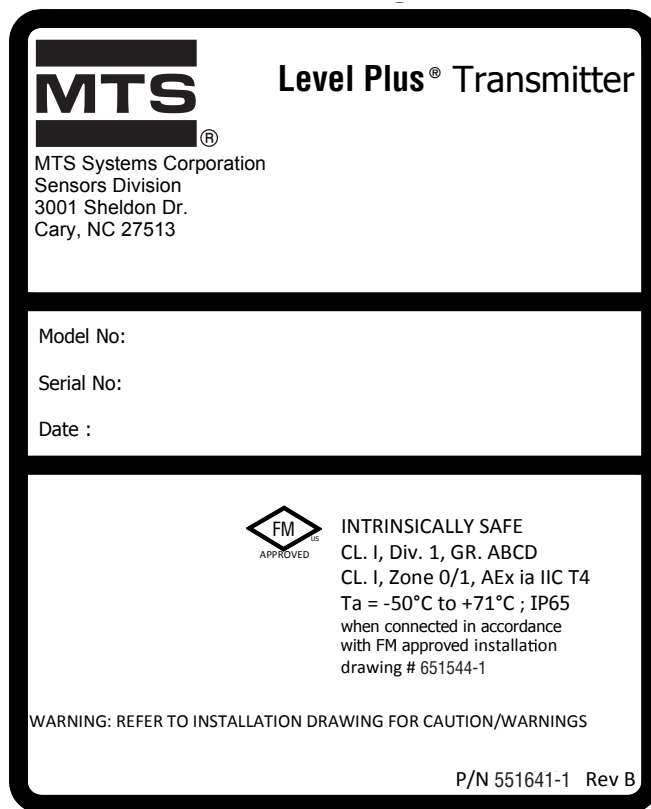 MTS
®
Level Plus® Transmitter
MTS Systems Corporation
Sensors Division
3001 Sheldon Dr.
Cary, NC 27513
Model No:
Serial No:
Date :
FM
US
APPROVED
INTRINSICALLY SAFE
CL. I, Div. 1, GR. ABCD
CL. I, Zone 0/1, AEx ia IIC T4
Ta = -50°C to +71°C ; IP65
when connected in accordance
with FM approved installation
drawing # 651544-1
WARNING: REFER TO INSTALLATION DRAWING FOR CAUTION/WARNINGS
P/N 551641-1 Rev B